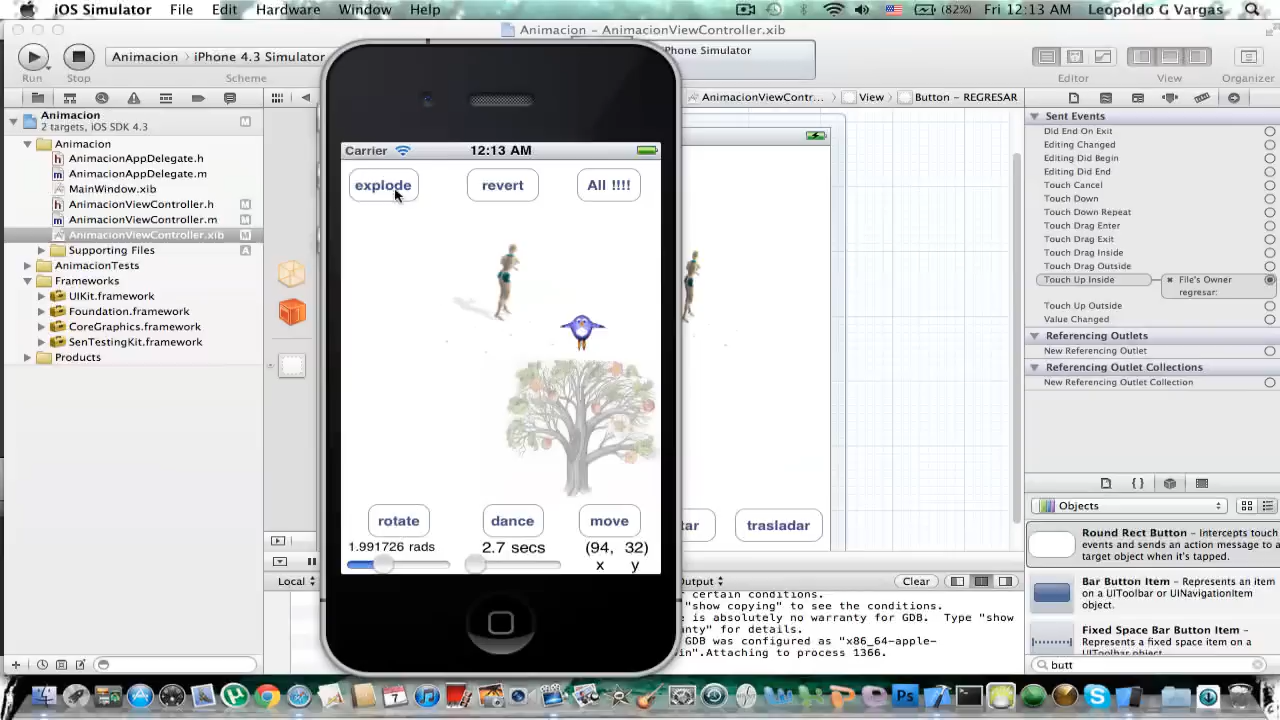 iOS Simulator File Edit Hardware Window Help (82%) Fri 12:13 AM Leopoldo G Vargas
Animacion – AnimacionViewController.xib
Animacion iPhone 4.3 Simulator
Phone Simulator
Run Stop Scheme Editor View Organizer
AnimacionViewContr... View Button - REGRESAR
Animacion
2 targets, iOS SDK 4.3
M
Animacion
AnimacionAppDelegate.h
AnimacionAppDelegate.m
MainWindow.xib
AnimacionViewController.h M
AnimacionViewController.m M
AnimacionViewController.xib M
Supporting Files A
AnimacionTests
Frameworks
UIKit.framework
Foundation.framework
CoreGraphics.framework
SenTestingKit.framework
Products
Carrier 12:13 AM
explode revert All !!!!
rotate dance move
1.991726 rads 2.7 secs (94, 32)
x y
tar trasladar
Local
Output Clear
certain conditions.
"show copying" to see the conditions.
is absolutely no warranty for GDB. Type "show
nty" for details.
GDB was configured as "x86_64-apple-
n".Attaching to process 1366.
Sent Events
Did End On Exit
Editing Changed
Editing Did Begin
Editing Did End
Touch Cancel
Touch Down
Touch Down Repeat
Touch Drag Enter
Touch Drag Exit
Touch Drag Inside
Touch Drag Outside
Touch Up Inside File's Owner
regresar:
Touch Up Outside
Value Changed
Referencing Outlets
New Referencing Outlet
Referencing Outlet Collections
New Referencing Outlet Collection
{ }
Objects
Round Rect Button - Intercepts touch
events and sends an action message to a
target object when it's tapped.
Bar Button Item - Represents an item
on a UIToolbar or UINavigationItem
object.
Fixed Space Bar Button Item -
Represents a fixed space item on a
butt